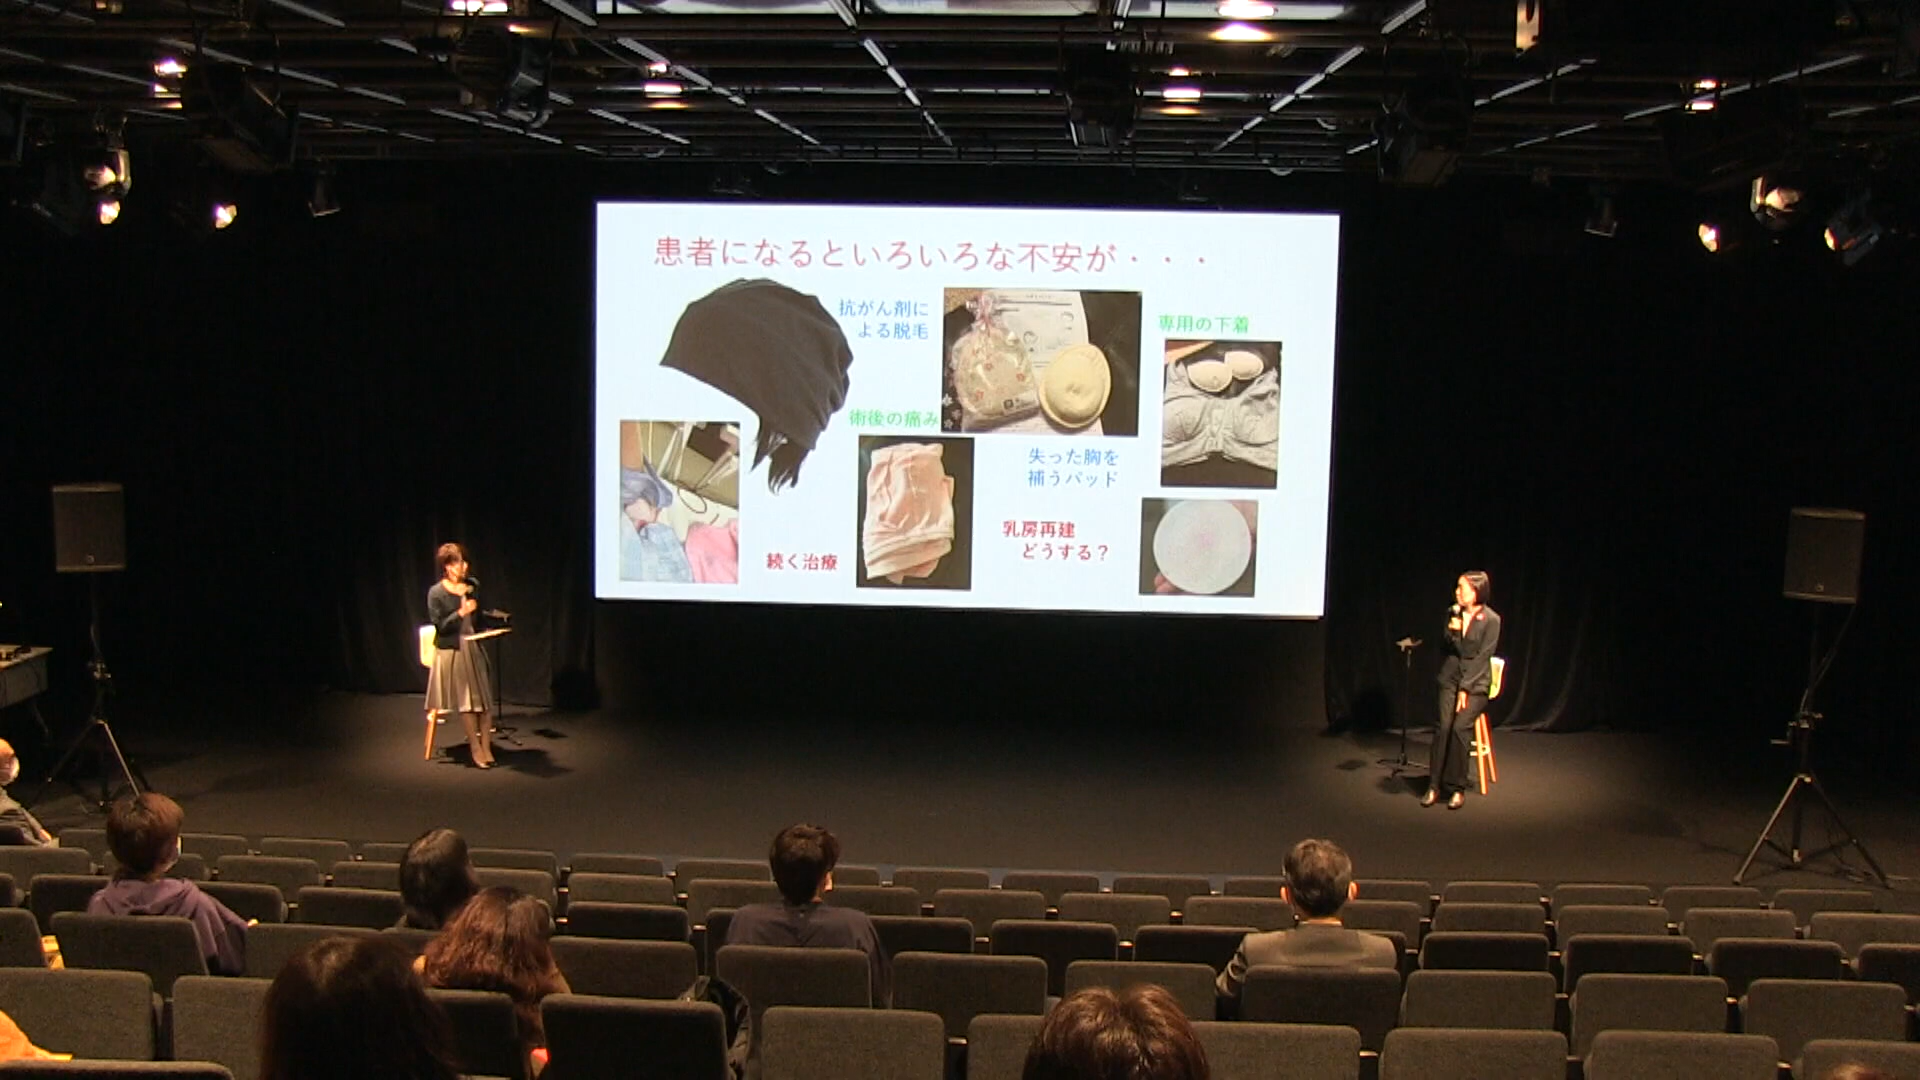 患者になるといろいろな不安が・・・
抗がん剤に
よる脱毛
専用の下着
術後の痛み
失った胸を
補うパッド
乳房再建
どうする？
続く治療